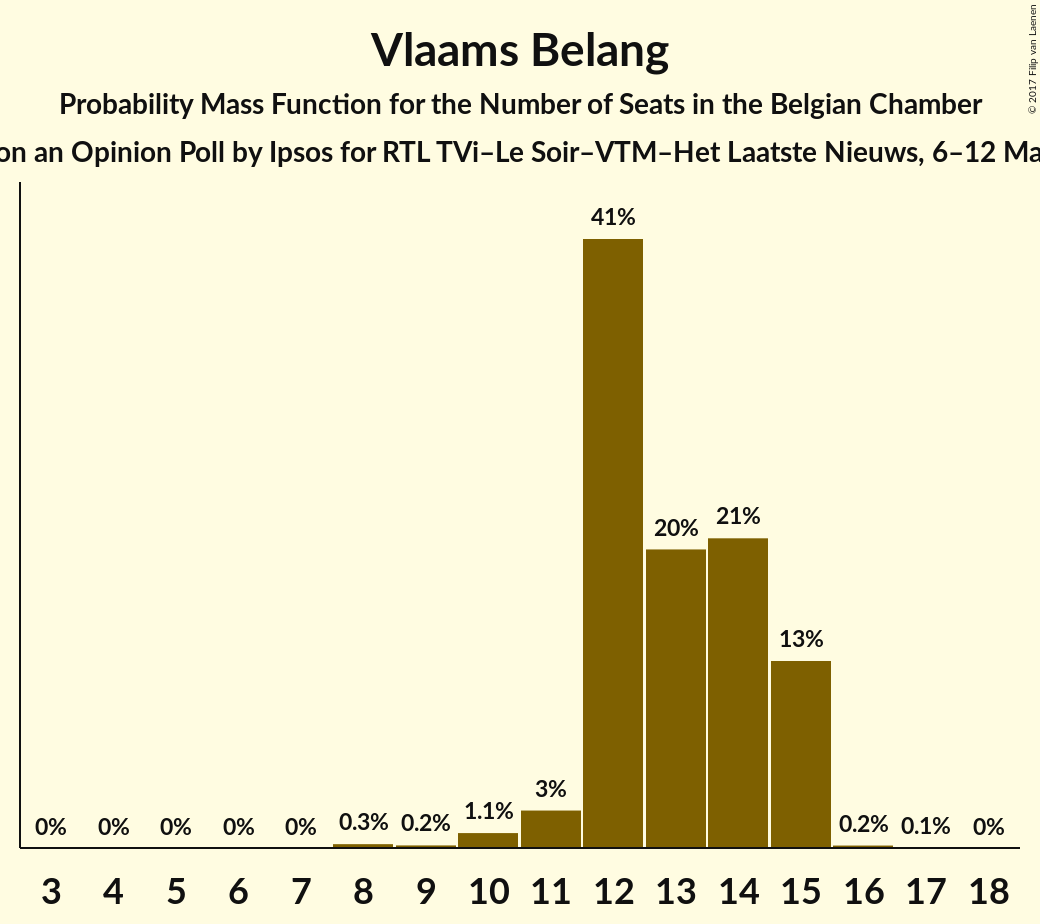 Vlaams Belang
Probability Mass Function for the Number of Seats in the Belgian Chamber
on an Opinion Poll by Ipsos for RTL TVi–Le Soir–VTM–Het Laatste Nieuws, 6–12 Ma
© 2017 Filip van Laenen
41%
20%
21%
13%
3%
1.1%
0% 0% 0% 0% 0% 0.3% 0.2% 0.2% 0.1% 0%
3 4 5 6 7 8 9 10 11 12 13 14 15 16 17 18